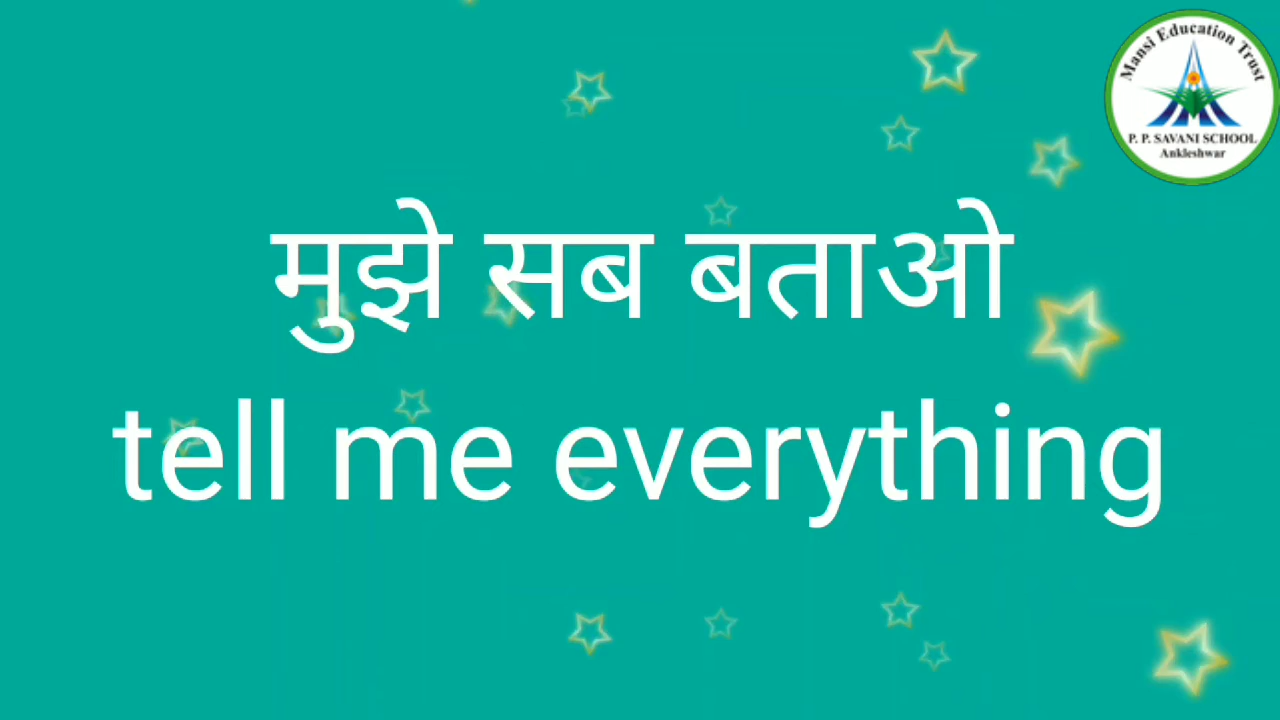 Mansi Education Trust
P. P. SAVANI SCHOOL
Ankleshwar
मुझे सब बताओ
tell me everything